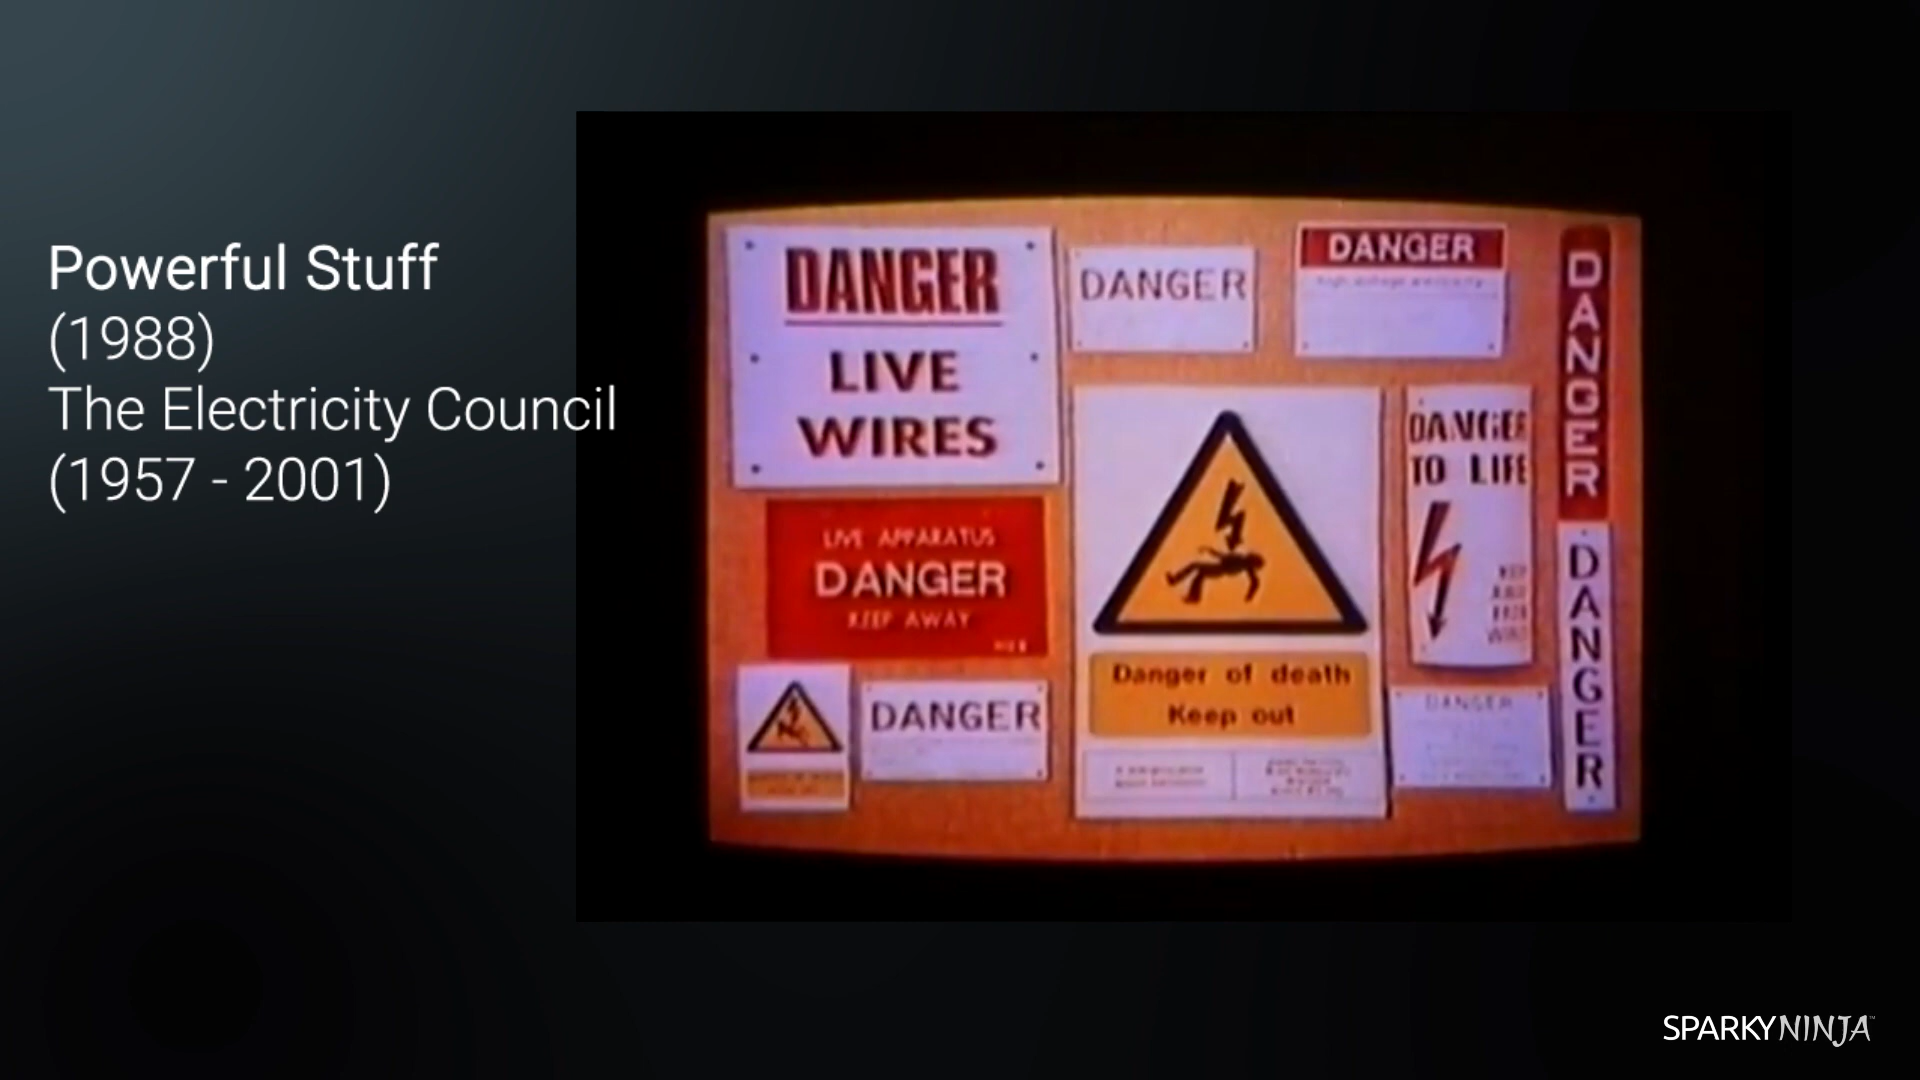 Powerful Stuff
(1988)
The Electricity Council
(1957 - 2001)
DANGER
LIVE
WIRES
DANGER
DANGER
DANGER
LIVE APPARATUS
DANGER
KEEP AWAY
DANGER
TO LIFE
Danger of death
Keep out
DANGER
DANGER
DANGER
SPARKYNINJA